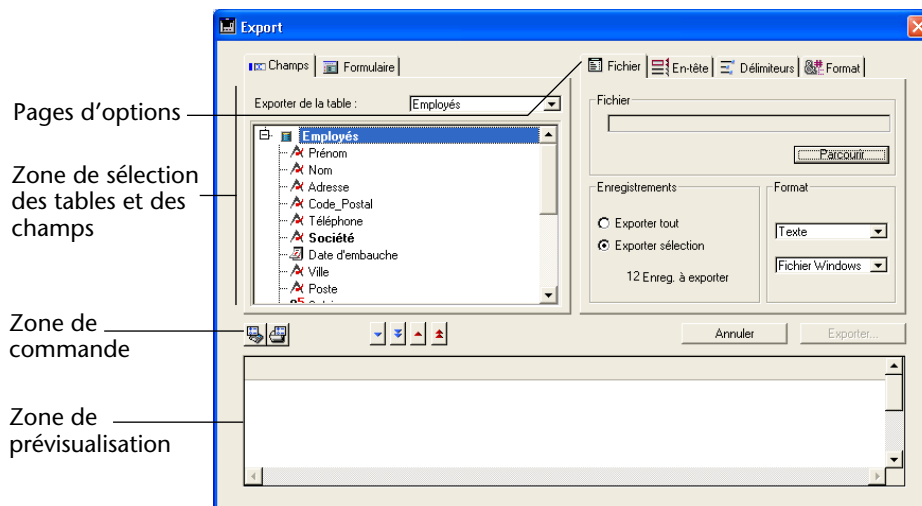 Export
Champs Formulaire
Fichier En-tête Délimiteurs Format
Pages d'options
Exporter de la table : Employés
Fichier
Parcourir
Zone de sélection
des tables et des
champs
Employés
Prénom
Nom
Adresse
Code_Postal
Téléphone
Société
Date d'embauche
Ville
Poste
Enregistrements
Exporter tout
Exporter sélection
12 Enreg. à exporter
Format
Texte
Fichier Windows
Zone de
commande
Annuler Exporter...
Zone de
prévisualisation